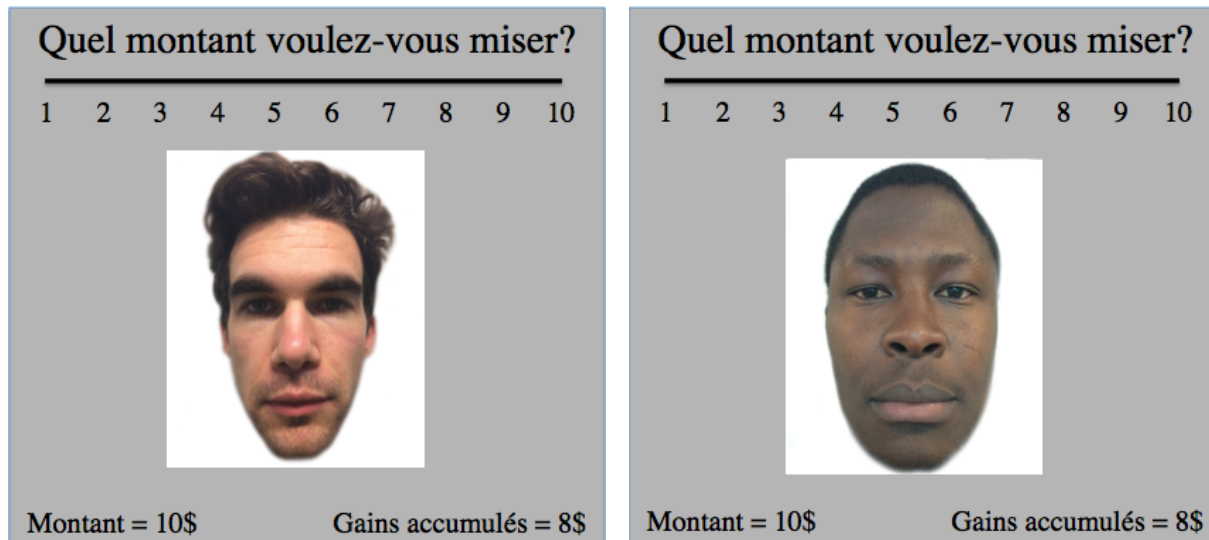 Quel montant voulez-vous miser?
1 2 3 4 5 6 7 8 9 10
Montant = 10$ Gains accumulés = 8$
Quel montant voulez-vous miser?
1 2 3 4 5 6 7 8 9 10
Montant = 10$ Gains accumulés = 8$